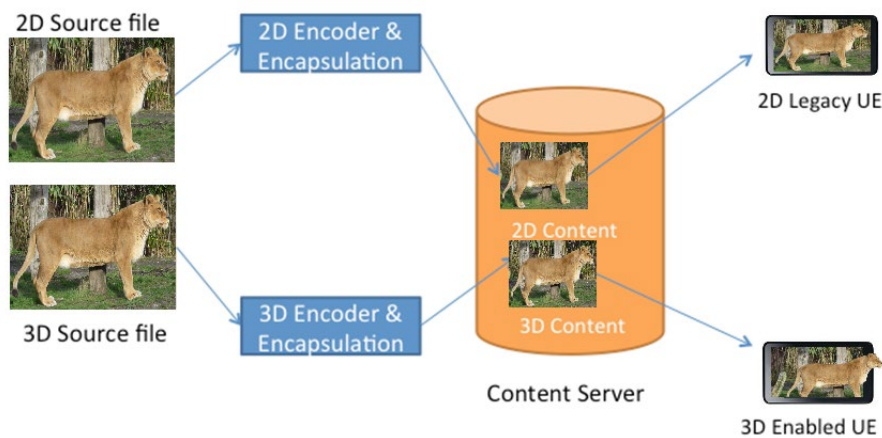 2D Source file
2D Encoder &
Encapsulation
2D Legacy UE
2D Content
3D Content
3D Source file
3D Encoder &
Encapsulation
Content Server
3D Enabled UE